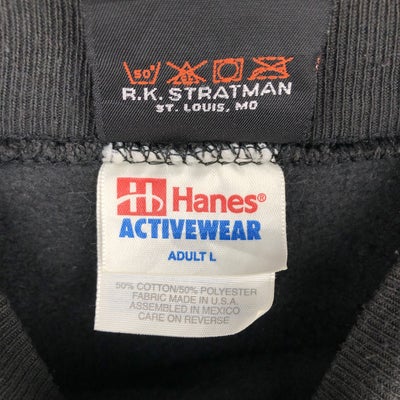 50°
R.K. STRATMAN
ST. LOUIS, MO
Hanes®
ACTIVEWEAR
ADULT L
50% COTTON/50% POLYESTER
FABRIC MADE IN U.S.A.
ASSEMBLED IN MEXICO
CARE ON REVERSE